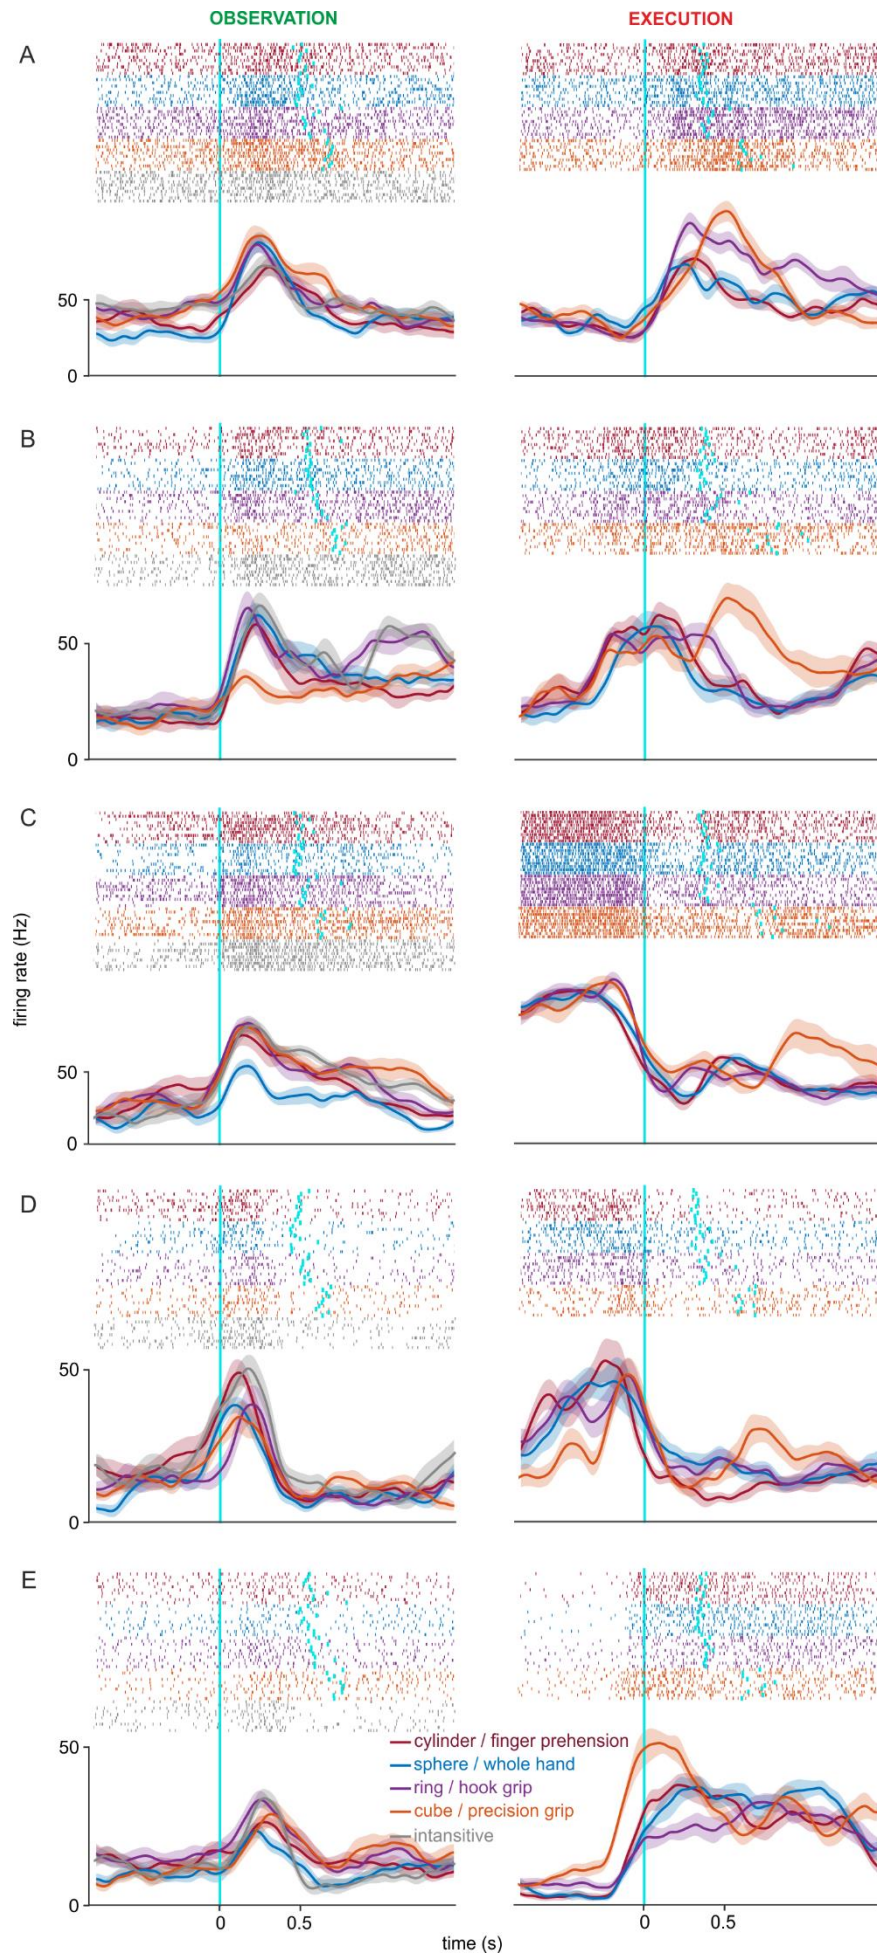 OBSERVATION EXECUTION
A
50
0
B
50
0
C
firing rate (Hz)
50
0
D
50
0
E
cylinder / finger prehension
50
sphere / whole hand
ring / hook grip
cube / precision grip
intansitive
0
0 0.5 0 0.5
time (s)